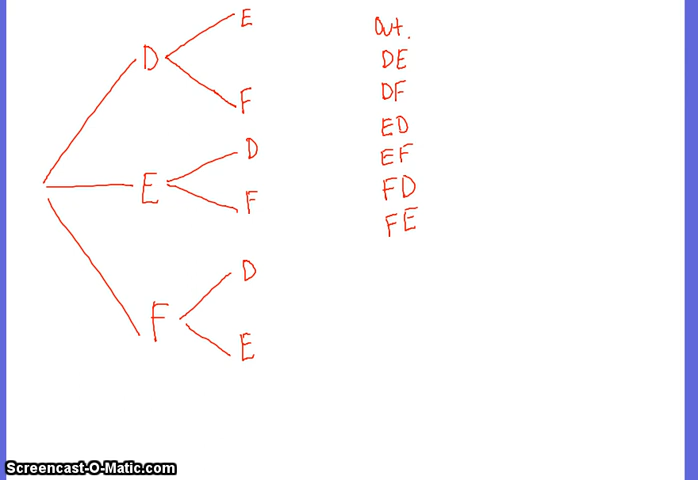 E
Out.
D
DE
F
DF
D
ED
E
EF
F
FD
D
FE
F
E
Screencast-O-Matic.com